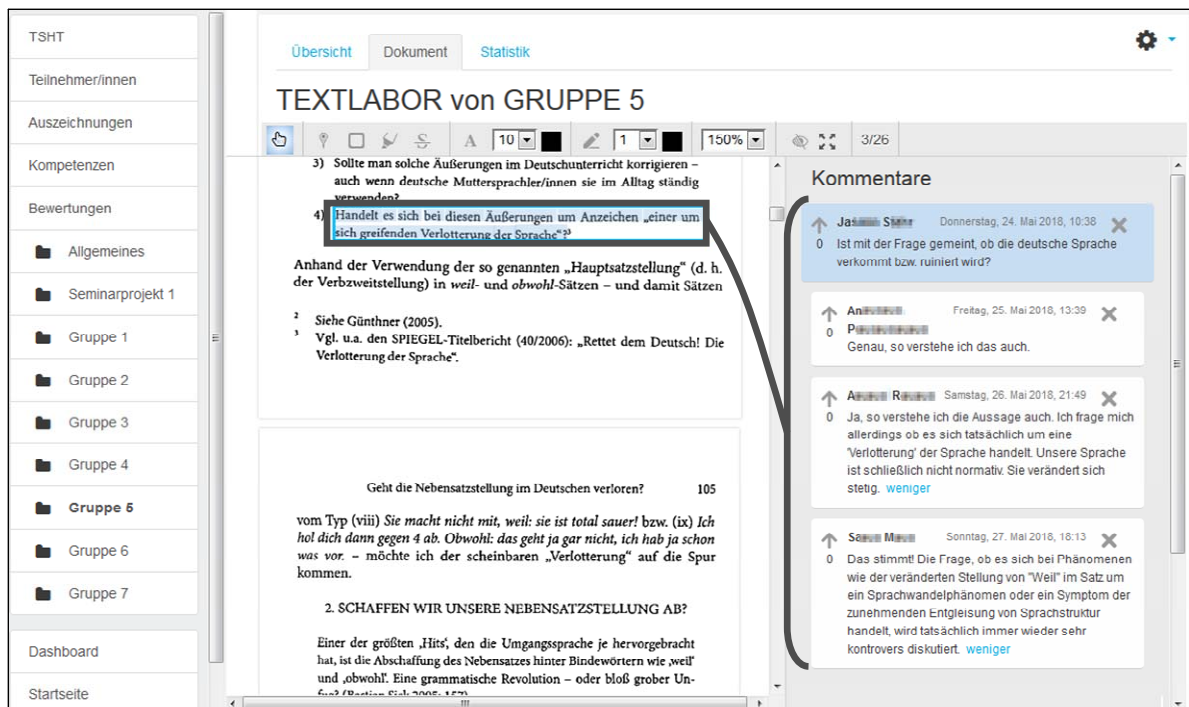 TSHT
Teilnehmer/innen
Auszeichnungen
Kompetenzen
Bewertungen
Allgemeines
Seminarprojekt 1
Gruppe 1
Gruppe 2
Gruppe 3
Gruppe 4
Gruppe 5
Gruppe 6
Gruppe 7
Dashboard
Startseite
Übersicht Dokument Statistik
TEXTLABOR von GRUPPE 5
A 10 1 150% 3/26
3) Sollte man solche Äußerungen im Deutschunterricht korrigieren –
auch wenn deutsche Muttersprachler/innen sie im Alltag ständig
verwenden?
4) Handelt es sich bei diesen Äußerungen um Anzeichen „einer um
sich greifenden Verlotterung der Sprache“?³
Anhand der Verwendung der so genannten „Hauptsatzstellung“ (d. h.
der Verbzweitstellung) in weil- und obwohl-Sätzen – und damit Sätzen
² Siehe Günthner (2005).
³ Vgl. u.a. den SPIEGEL-Titelbericht (40/2006): „Rettet dem Deutsch! Die
Verlotterung der Sprache“.
Geht die Nebensatzstellung im Deutschen verloren? 105
vom Typ (viii) Sie macht nicht mit, weil: sie ist total sauer! bzw. (ix) Ich
hol dich dann gegen 4 ab. Obwohl: das geht ja gar nicht, ich hab ja schon
was vor. – möchte ich der scheinbaren „Verlotterung“ auf die Spur
kommen.
2. SCHAFFEN WIR UNSERE NEBENSATZSTELLUNG AB?
Einer der größten ‚Hits‘, den die Umgangssprache je hervorgebracht
hat, ist die Abschaffung des Nebensatzes hinter Bindewörtern wie ‚weil‘
und ‚obwohl‘. Eine grammatische Revolution – oder bloß grober Un-
fug? (Bastian Sick 2005: 157)
Kommentare
Donnerstag, 24. Mai 2018, 10:38
0 Ist mit der Frage gemeint, ob die deutsche Sprache
verkommt bzw. ruiniert wird?
Freitag, 25. Mai 2018, 13:39
0
Genau, so verstehe ich das auch.
Samstag, 26. Mai 2018, 21:49
0 Ja, so verstehe ich die Aussage auch. Ich frage mich
allerdings ob es sich tatsächlich um eine
'Verlotterung' der Sprache handelt. Unsere Sprache
ist schließlich nicht normativ. Sie verändert sich
stetig. weniger
Sonntag, 27. Mai 2018, 18:13
0 Das stimmt! Die Frage, ob es sich bei Phänomenen
wie der veränderten Stellung von "Weil" im Satz um
ein Sprachwandelphänomen oder ein Symptom der
zunehmenden Entgleisung von Sprachstruktur
handelt, wird tatsächlich immer wieder sehr
kontrovers diskutiert. weniger